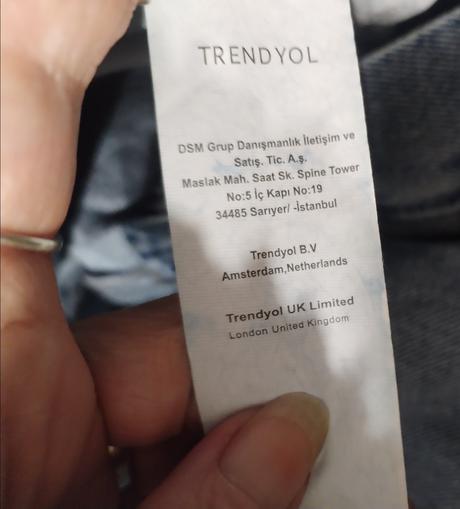 TRENDYOL
DSM Grup Danışmanlık İletişim ve
Satış. Tic. A.Ş.
Maslak Mah. Saat Sk. Spine Tower
No:5 İç Kapı No:19
34485 Sarıyer/ -İstanbul
Trendyol B.V
Amsterdam,Netherlands
Trendyol UK Limited
London United Kingdom